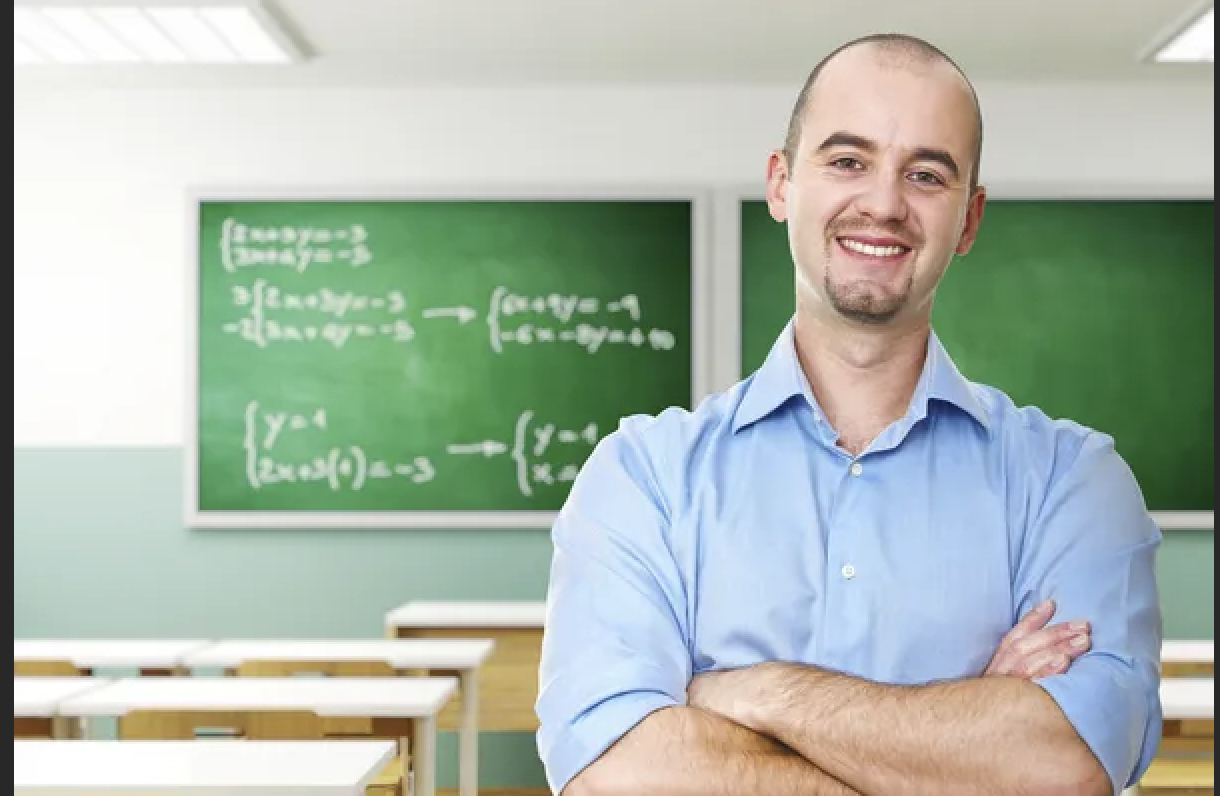 {2x+3y=-3
3x+4y=-5
3{2x+3y=-3 → {6x+9y=-9
-2{3x+4y=-5 {-6x-8y=+10
{y=1 → {y=1
2x+3(1)=-3 x=